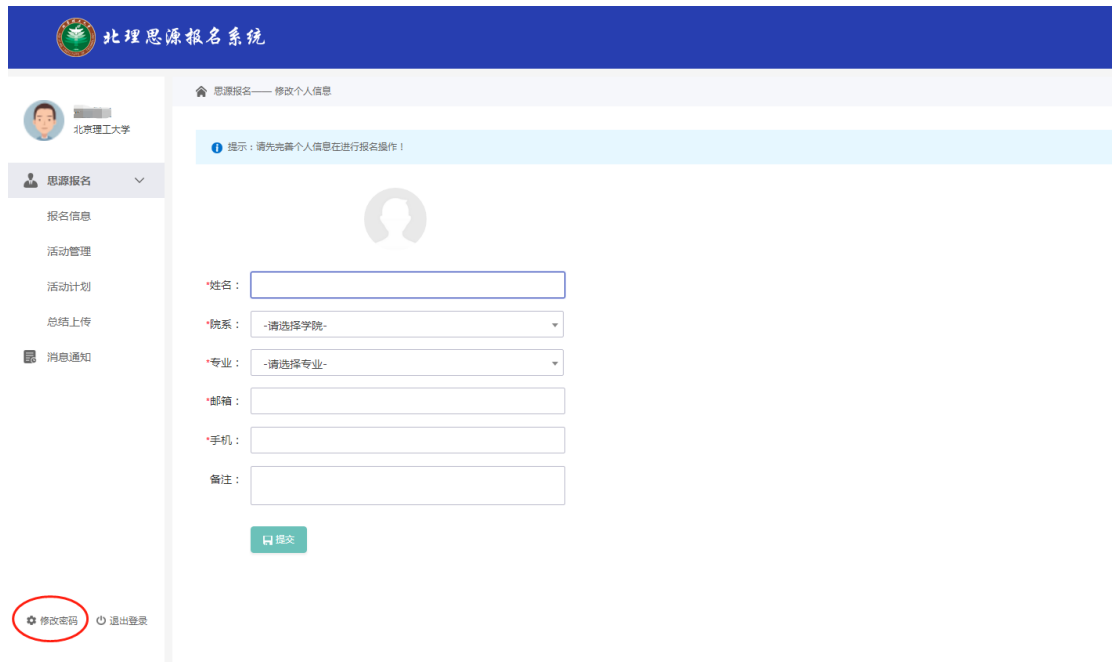 北理思源报名系统
思源报名—— 修改个人信息
北京理工大学
提示：请先完善个人信息在进行报名操作！
思源报名
报名信息
活动管理
活动计划
总结上传
消息通知
*姓名：
*院系： -请选择学院-
*专业： -请选择专业-
*邮箱：
*手机：
备注：
提交
修改密码 退出登录